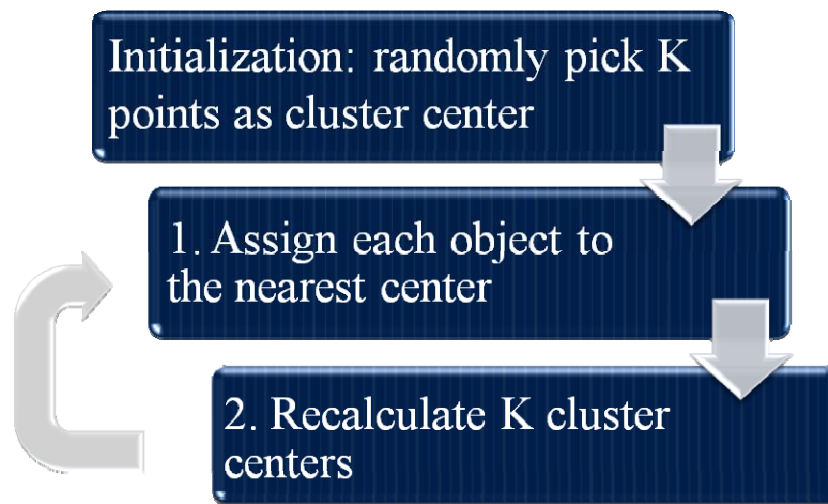 Initialization: randomly pick K
points as cluster center
1. Assign each object to
the nearest center
2. Recalculate K cluster
centers